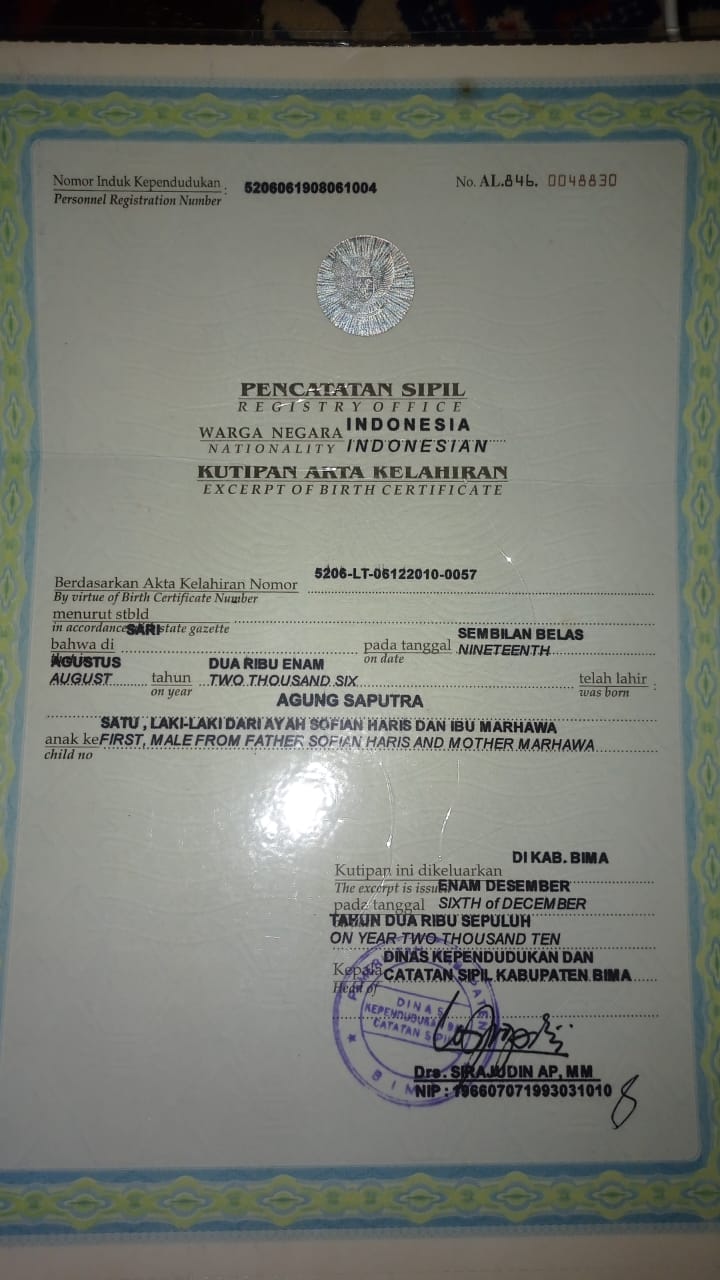 Nomor Induk Kependudukan : 5206061908061004
Personnel Registration Number
No. AL.846. 0048830
PENCATATAN SIPIL
REGISTRY OFFICE
WARGA NEGARA INDONESIA
NATIONALITY INDONESIAN
KUTIPAN AKTA KELAHIRAN
EXCERPT OF BIRTH CERTIFICATE
Berdasarkan Akta Kelahiran Nomor 5206-LT-06122010-0057
By virtue of Birth Certificate Number
menurut stbld
in accordance state gazette
bahwa di SARI pada tanggal SEMBILAN BELAS
on date NINETEENTH
AGUSTUS tahun DUA RIBU ENAM telah lahir :
AUGUST on year TWO THOUSAND SIX was born
AGUNG SAPUTRA
SATU , LAKI-LAKI DARI AYAH SOFIAN HARIS DAN IBU MARHAWA
anak ke FIRST, MALE FROM FATHER SOFIAN HARIS AND MOTHER MARHAWA
child no
Kutipan ini dikeluarkan DI KAB. BIMA
The excerpt is issued ENAM DESEMBER
pada tanggal SIXTH of DECEMBER
TAHUN DUA RIBU SEPULUH
ON YEAR TWO THOUSAND TEN
Kepala DINAS KEPENDUDUKAN DAN
CATATAN SIPIL KABUPATEN BIMA
Head of
DINAS
KEPENDUDUKAN
CATATAN SIPIL
BIMA
Drs. SIRAJUDIN AP, MM
NIP : 196607071993031010